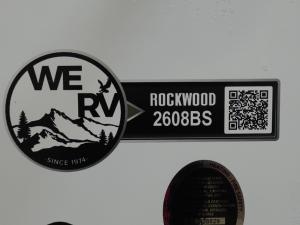 WE
RV
-SINCE 1974-
ROCKWOOD
2608BS